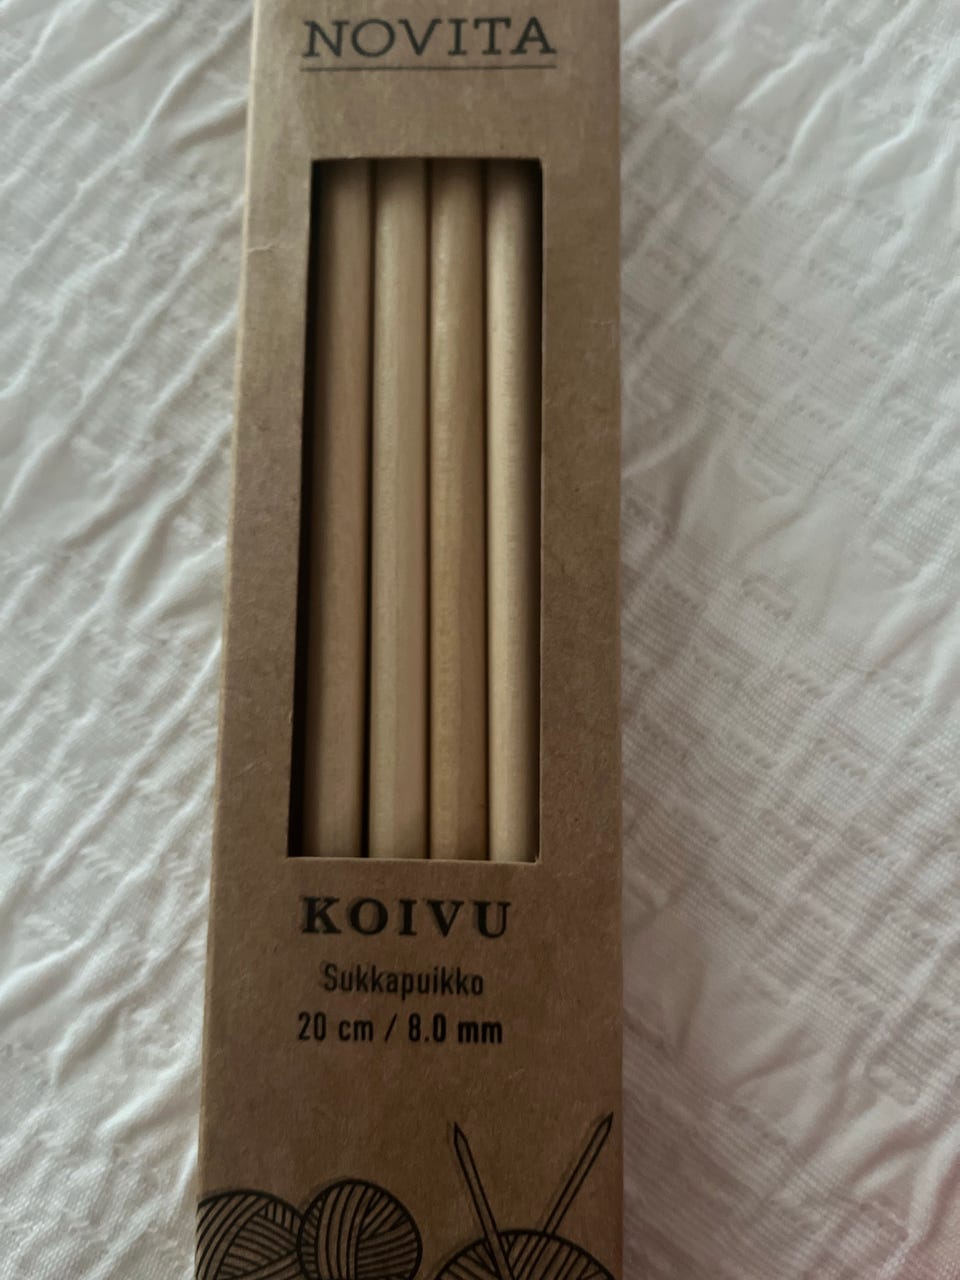 NOVITA
KOIVU
Sukkapuikko
20 cm / 8.0 mm